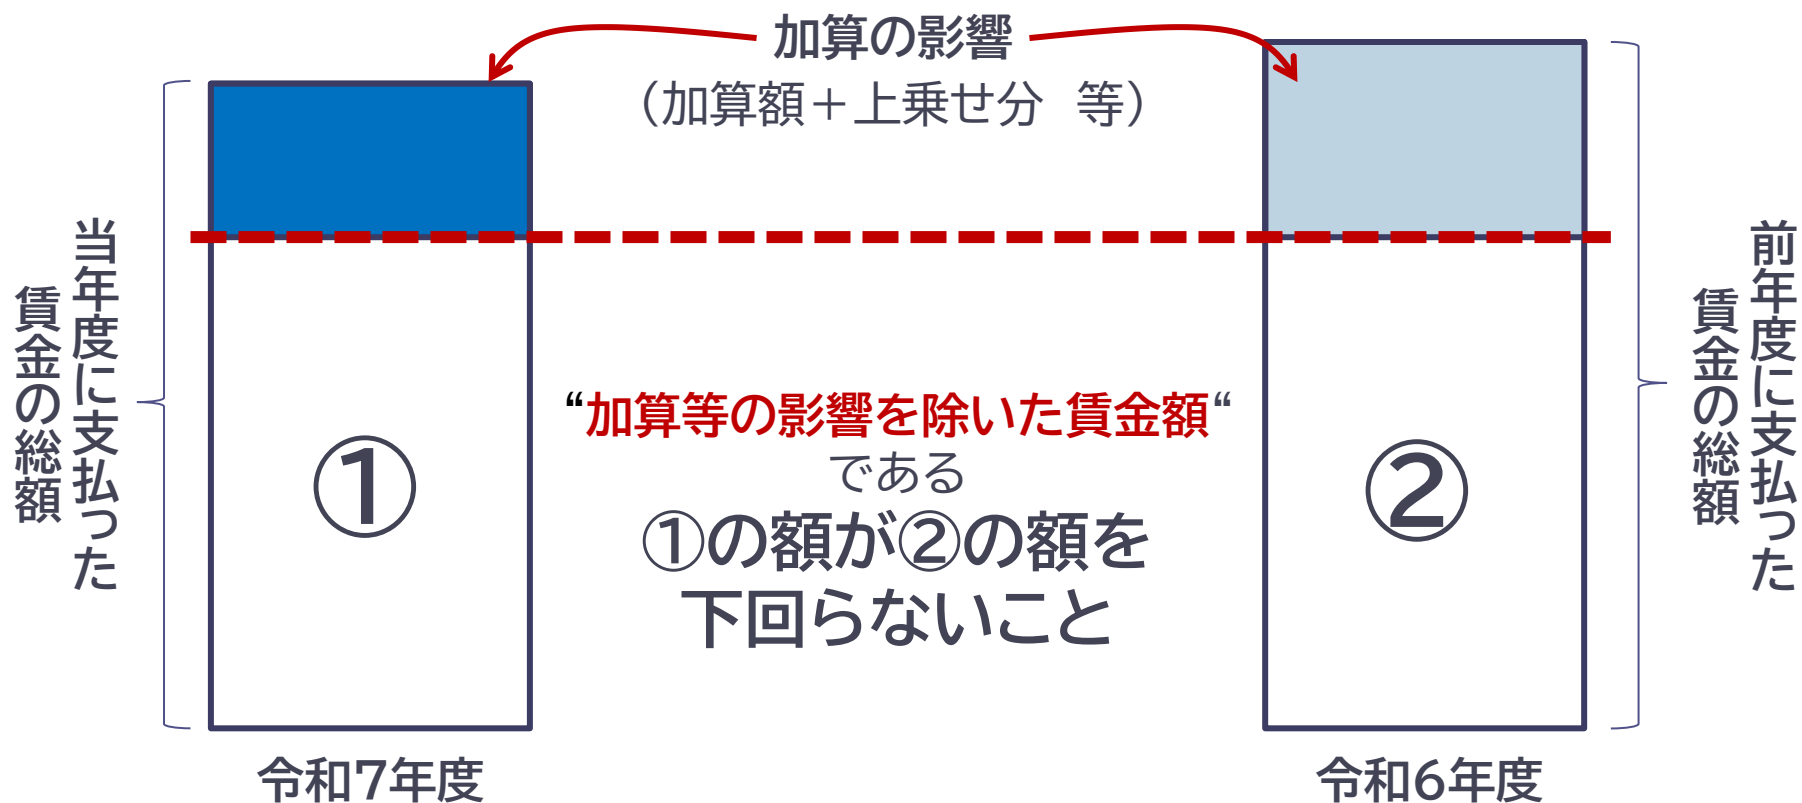 加算の影響
（加算額＋上乗せ分　等）
当年度に支払った
賃金の総額
前年度に支払った
賃金の総額
“加算等の影響を除いた賃金額“
である
①の額が②の額を
下回らないこと
①
②
令和7年度
令和6年度